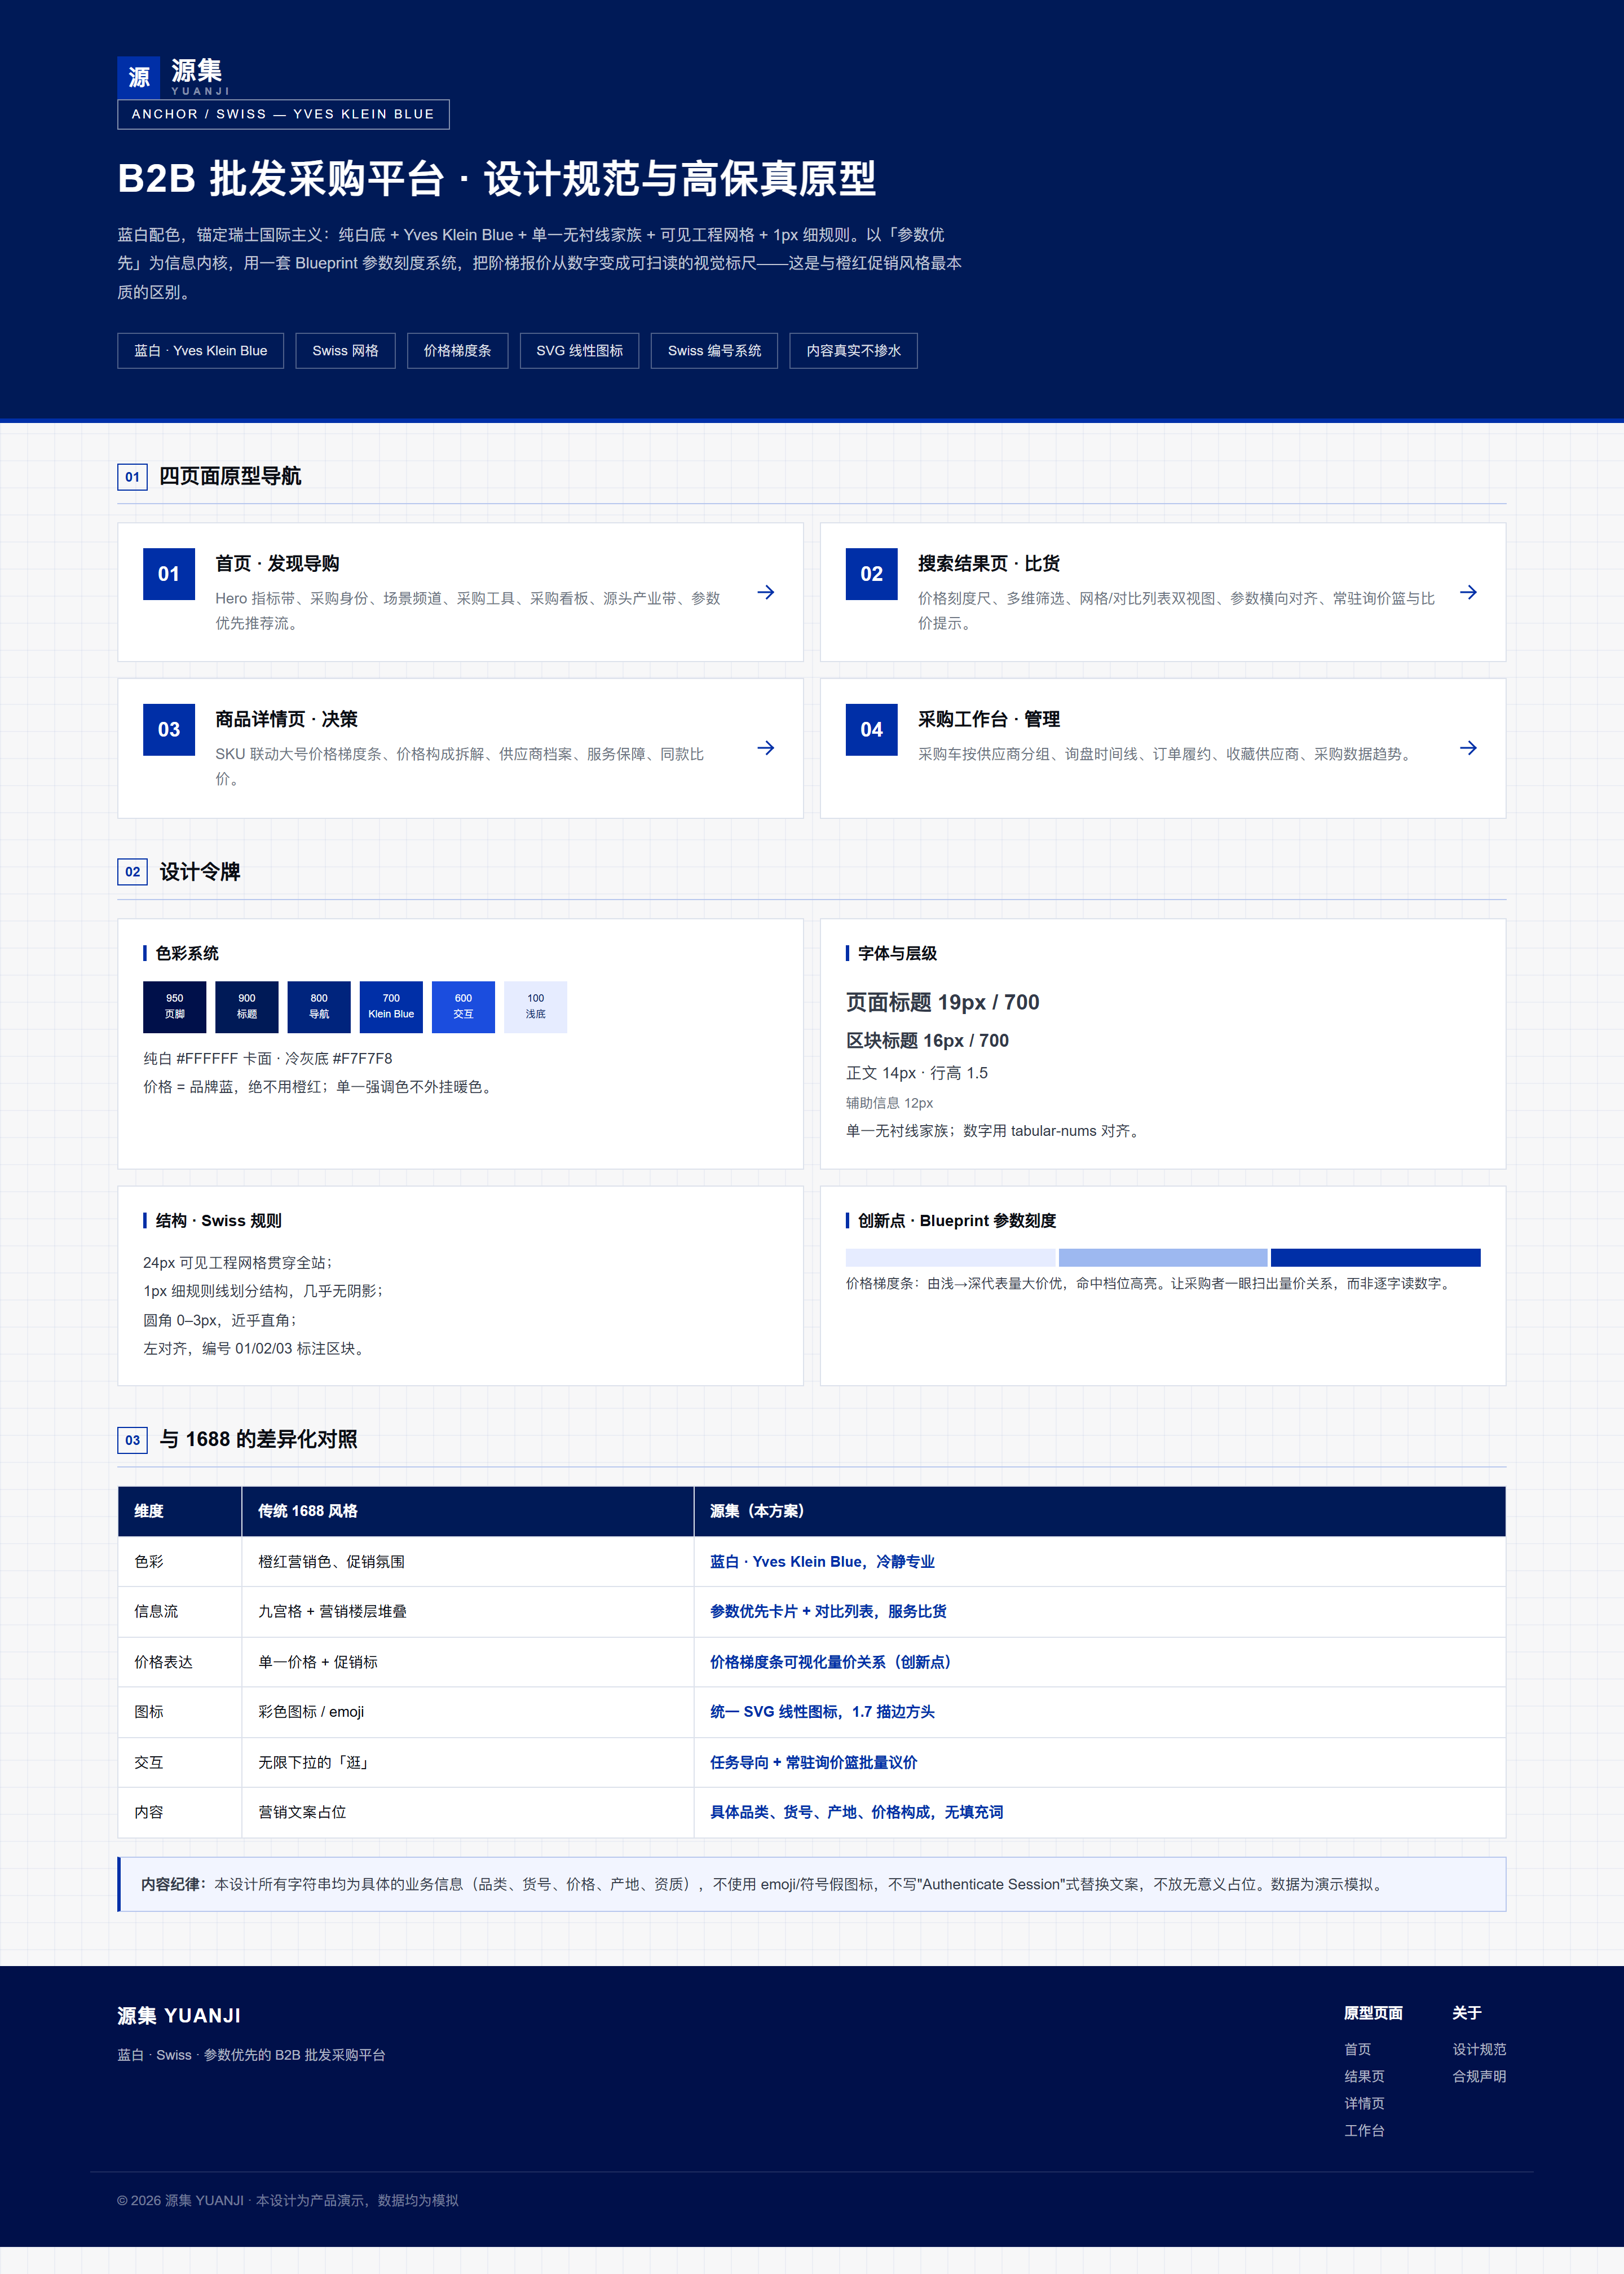 源
源集
YUANJI
ANCHOR / SWISS — YVES KLEIN BLUE
B2B 批发采购平台 · 设计规范与高保真原型
蓝白配色，锚定瑞士国际主义：纯白底 + Yves Klein Blue + 单一无衬线家族 + 可见工程网格 + 1px 细规则。以「参数优
先」为信息内核，用一套 Blueprint 参数刻度系统，把阶梯报价从数字变成可扫读的视觉标尺——这是与橙红促销风格最本
质的区别。
蓝白 · Yves Klein Blue
Swiss 网格
价格梯度条
SVG 线性图标
Swiss 编号系统
内容真实不掺水
01 四页面原型导航
01
首页 · 发现导购
Hero 指标带、采购身份、场景频道、采购工具、采购看板、源头产业带、参数
优先推荐流。
02
搜索结果页 · 比货
价格刻度尺、多维筛选、网格/对比列表双视图、参数横向对齐、常驻询价篮与比
价提示。
03
商品详情页 · 决策
SKU 联动大号价格梯度条、价格构成拆解、供应商档案、服务保障、同款比
价。
04
采购工作台 · 管理
采购车按供应商分组、询盘时间线、订单履约、收藏供应商、采购数据趋势。
02 设计令牌
色彩系统
950
页脚
900
标题
800
导航
700
Klein Blue
600
交互
100
浅底
纯白 #FFFFFF 卡面 · 冷灰底 #F7F7F8
价格 = 品牌蓝，绝不用橙红；单一强调色不外挂暖色。
字体与层级
页面标题 19px / 700
区块标题 16px / 700
正文 14px · 行高 1.5
辅助信息 12px
单一无衬线家族；数字用 tabular-nums 对齐。
结构 · Swiss 规则
24px 可见工程网格贯穿全站；
1px 细规则线划分结构，几乎无阴影；
圆角 0–3px，近乎直角；
左对齐，编号 01/02/03 标注区块。
创新点 · Blueprint 参数刻度
价格梯度条：由浅→深代表量大价优，命中档位高亮。让采购者一眼扫出量价关系，而非逐字读数字。
03 与 1688 的差异化对照
维度 传统 1688 风格 源集（本方案）
色彩 橙红营销色、促销氛围 蓝白 · Yves Klein Blue，冷静专业
信息流 九宫格 + 营销楼层堆叠 参数优先卡片 + 对比列表，服务比货
价格表达 单一价格 + 促销标 价格梯度条可视化量价关系（创新点）
图标 彩色图标 / emoji 统一 SVG 线性图标，1.7 描边方头
交互 无限下拉的「逛」 任务导向 + 常驻询价篮批量议价
内容 营销文案占位 具体品类、货号、产地、价格构成，无填充词
内容纪律：本设计所有字符串均为具体的业务信息（品类、货号、价格、产地、资质），不使用 emoji/符号假图标，不写"Authenticate Session"式替换文案，不放无意义占位。数据为演示模拟。
源集 YUANJI
蓝白 · Swiss · 参数优先的 B2B 批发采购平台
原型页面
首页
结果页
详情页
工作台
关于
设计规范
合规声明
© 2026 源集 YUANJI · 本设计为产品演示，数据均为模拟